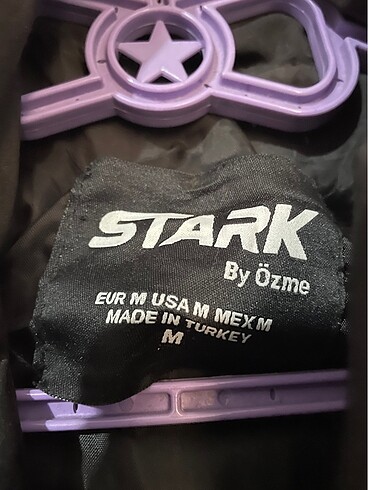 STARK
By Özme
EUR M USA M MEX M
MADE IN TURKEY
M